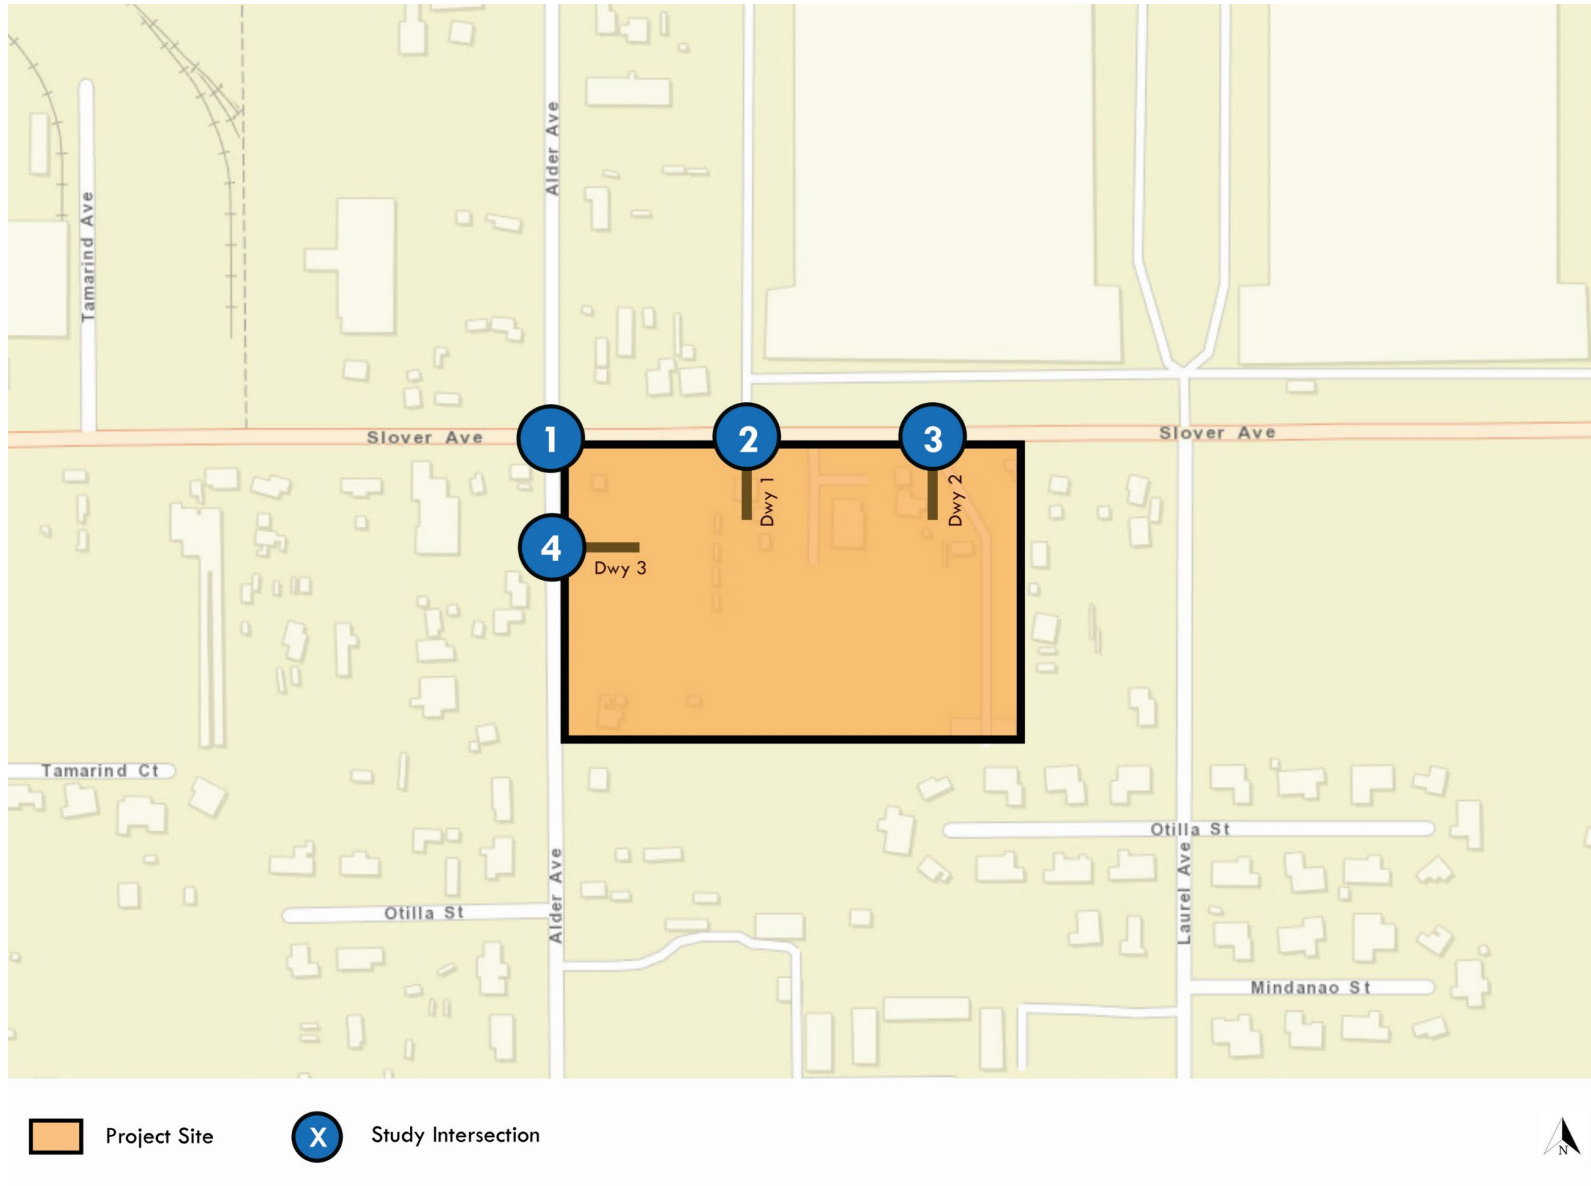 Alder Ave
Tamarind Ave
Slover Ave
Slover Ave
1
2
3
Dwy 1
Dwy 2
4
Dwy 3
Tamarind Ct
Otilla St
Alder Ave
Laurel Ave
Otilla St
Mindanao St
Project Site
X
Study Intersection
N